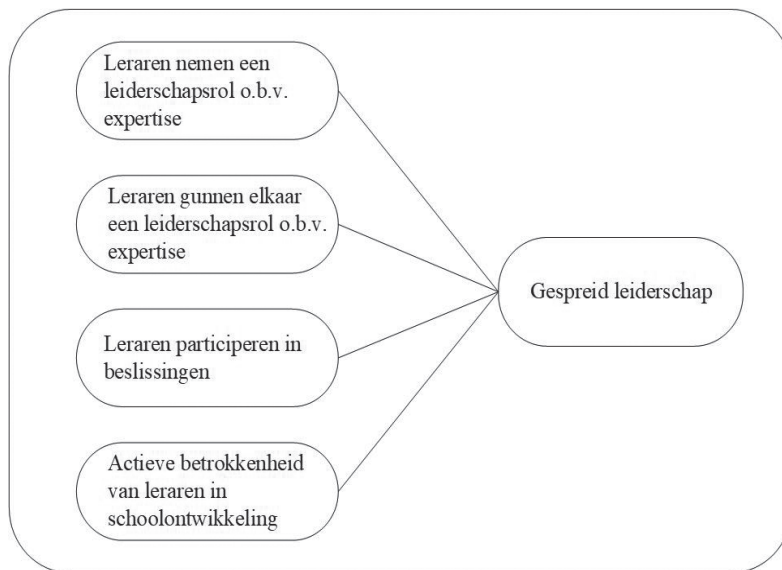 Leraren nemen een
leiderschapsrol o.b.v.
expertise
Leraren gunnen elkaar
een leiderschapsrol o.b.v.
expertise
Leraren participeren in
beslissingen
Actieve betrokkenheid
van leraren in
schoolontwikkeling
Gespreid leiderschap